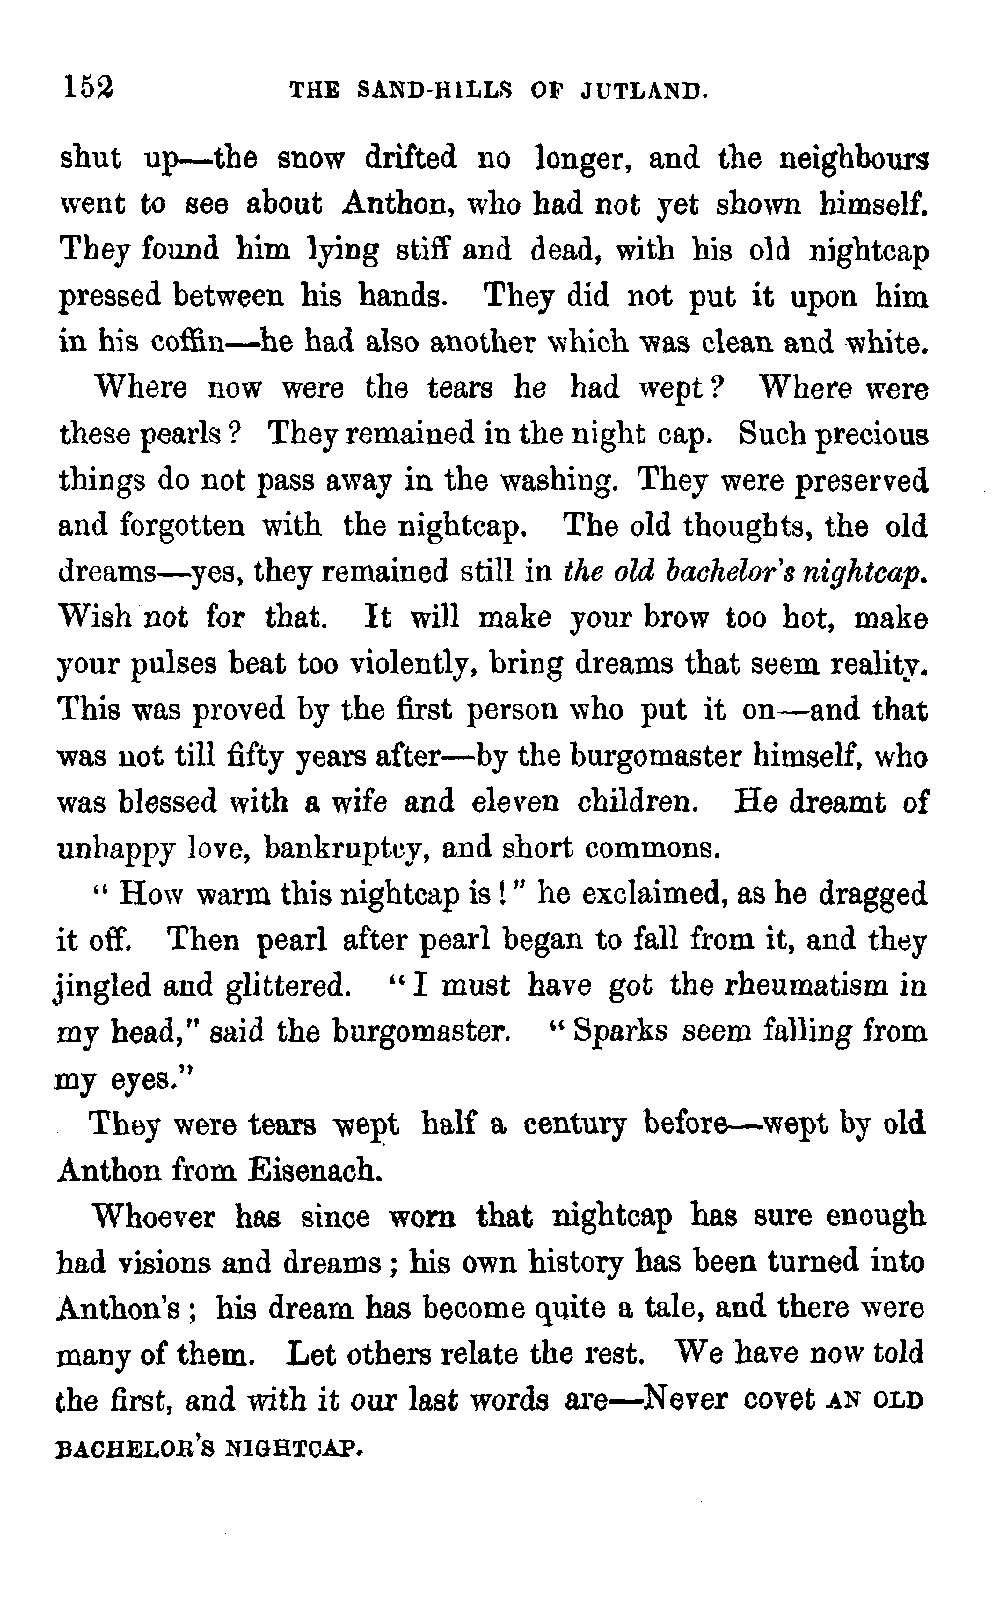 152 THE SAND-HILLS OF JUTLAND.
shut up—the snow drifted no longer, and the neighbours
went to see about Anthon, who had not yet shown himself.
They found him lying stiff and dead, with his old nightcap
pressed between his hands. They did not put it upon him
in his coffin—he had also another which was clean and white.
Where now were the tears he had wept? Where were
these pearls? They remained in the night cap. Such precious
things do not pass away in the washing. They were preserved
and forgotten with the nightcap. The old thoughts, the old
dreams—yes, they remained still in the old bachelor's nightcap.
Wish not for that. It will make your brow too hot, make
your pulses beat too violently, bring dreams that seem reality.
This was proved by the first person who put it on—and that
was not till fifty years after—by the burgomaster himself, who
was blessed with a wife and eleven children. He dreamt of
unhappy love, bankruptcy, and short commons.
"How warm this nightcap is!" he exclaimed, as he dragged
it off. Then pearl after pearl began to fall from it, and they
jingled and glittered. "I must have got the rheumatism in
my head," said the burgomaster. "Sparks seem falling from
my eyes."
They were tears wept half a century before—wept by old
Anthon from Eisenach.
Whoever has since worn that nightcap has sure enough
had visions and dreams; his own history has been turned into
Anthon's; his dream has become quite a tale, and there were
many of them. Let others relate the rest. We have now told
the first, and with it our last words are—Never covet AN OLD
BACHELOR'S NIGHTCAP.